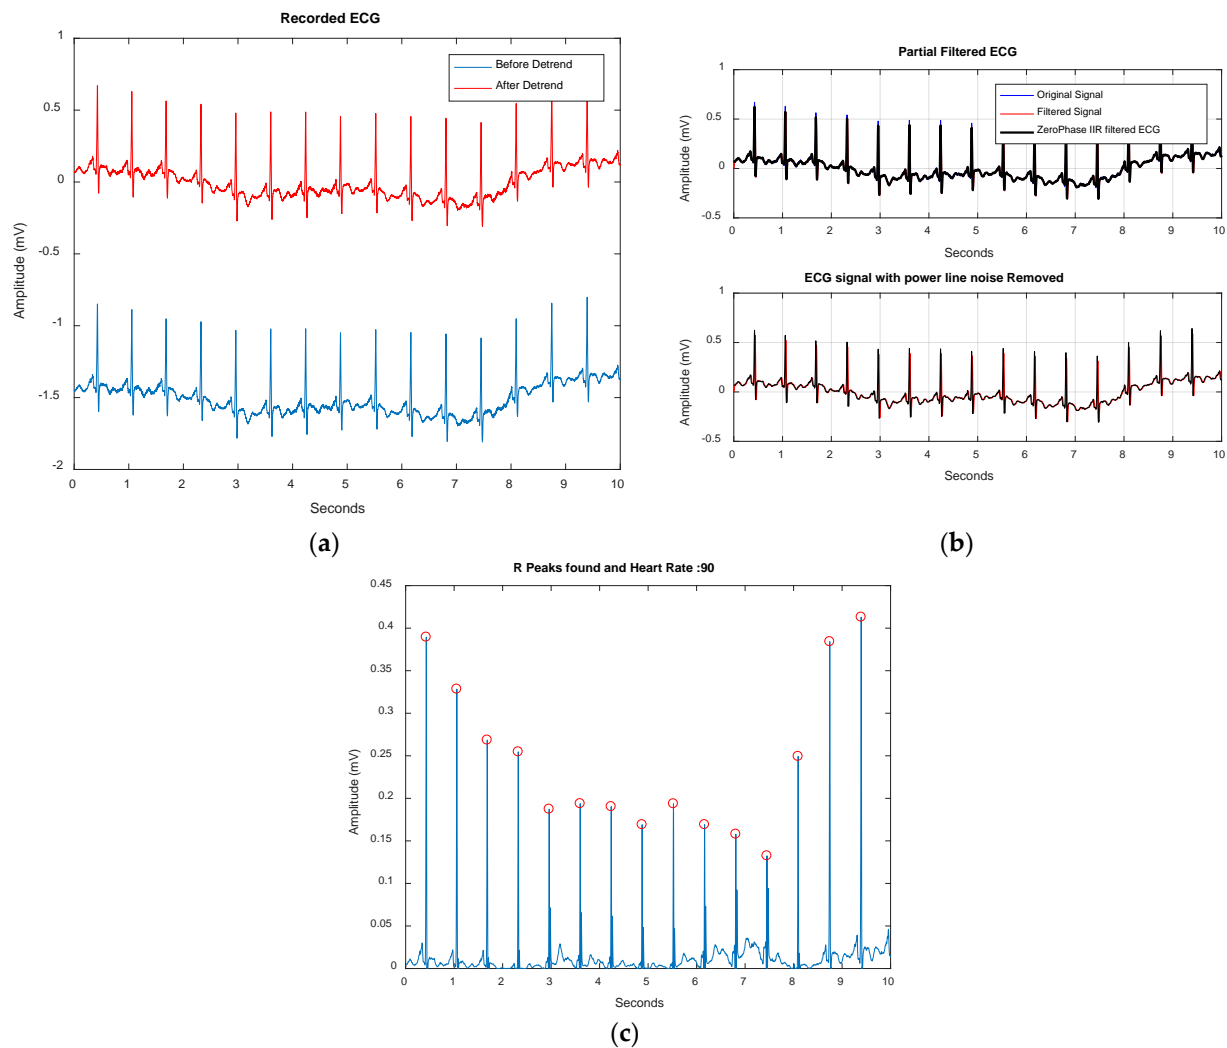 Recorded ECG
1
0.5
0
-0.5
-1
-1.5
-2
Amplitude (mV)
Before Detrend
After Detrend
0 1 2 3 4 5 6 7 8 9 10
Seconds
(a)
Partial Filtered ECG
1
0.5
0
-0.5
Amplitude (mV)
Original Signal
Filtered Signal
ZeroPhase IIR filtered ECG
0 1 2 3 4 5 6 7 8 9 10
Seconds
ECG signal with power line noise Removed
1
0.5
0
-0.5
Amplitude (mV)
0 1 2 3 4 5 6 7 8 9 10
Seconds
(b)
R Peaks found and Heart Rate :90
0.45
0.4
0.35
0.3
0.25
0.2
0.15
0.1
0.05
0
Amplitude (mV)
0 1 2 3 4 5 6 7 8 9 10
Seconds
(c)